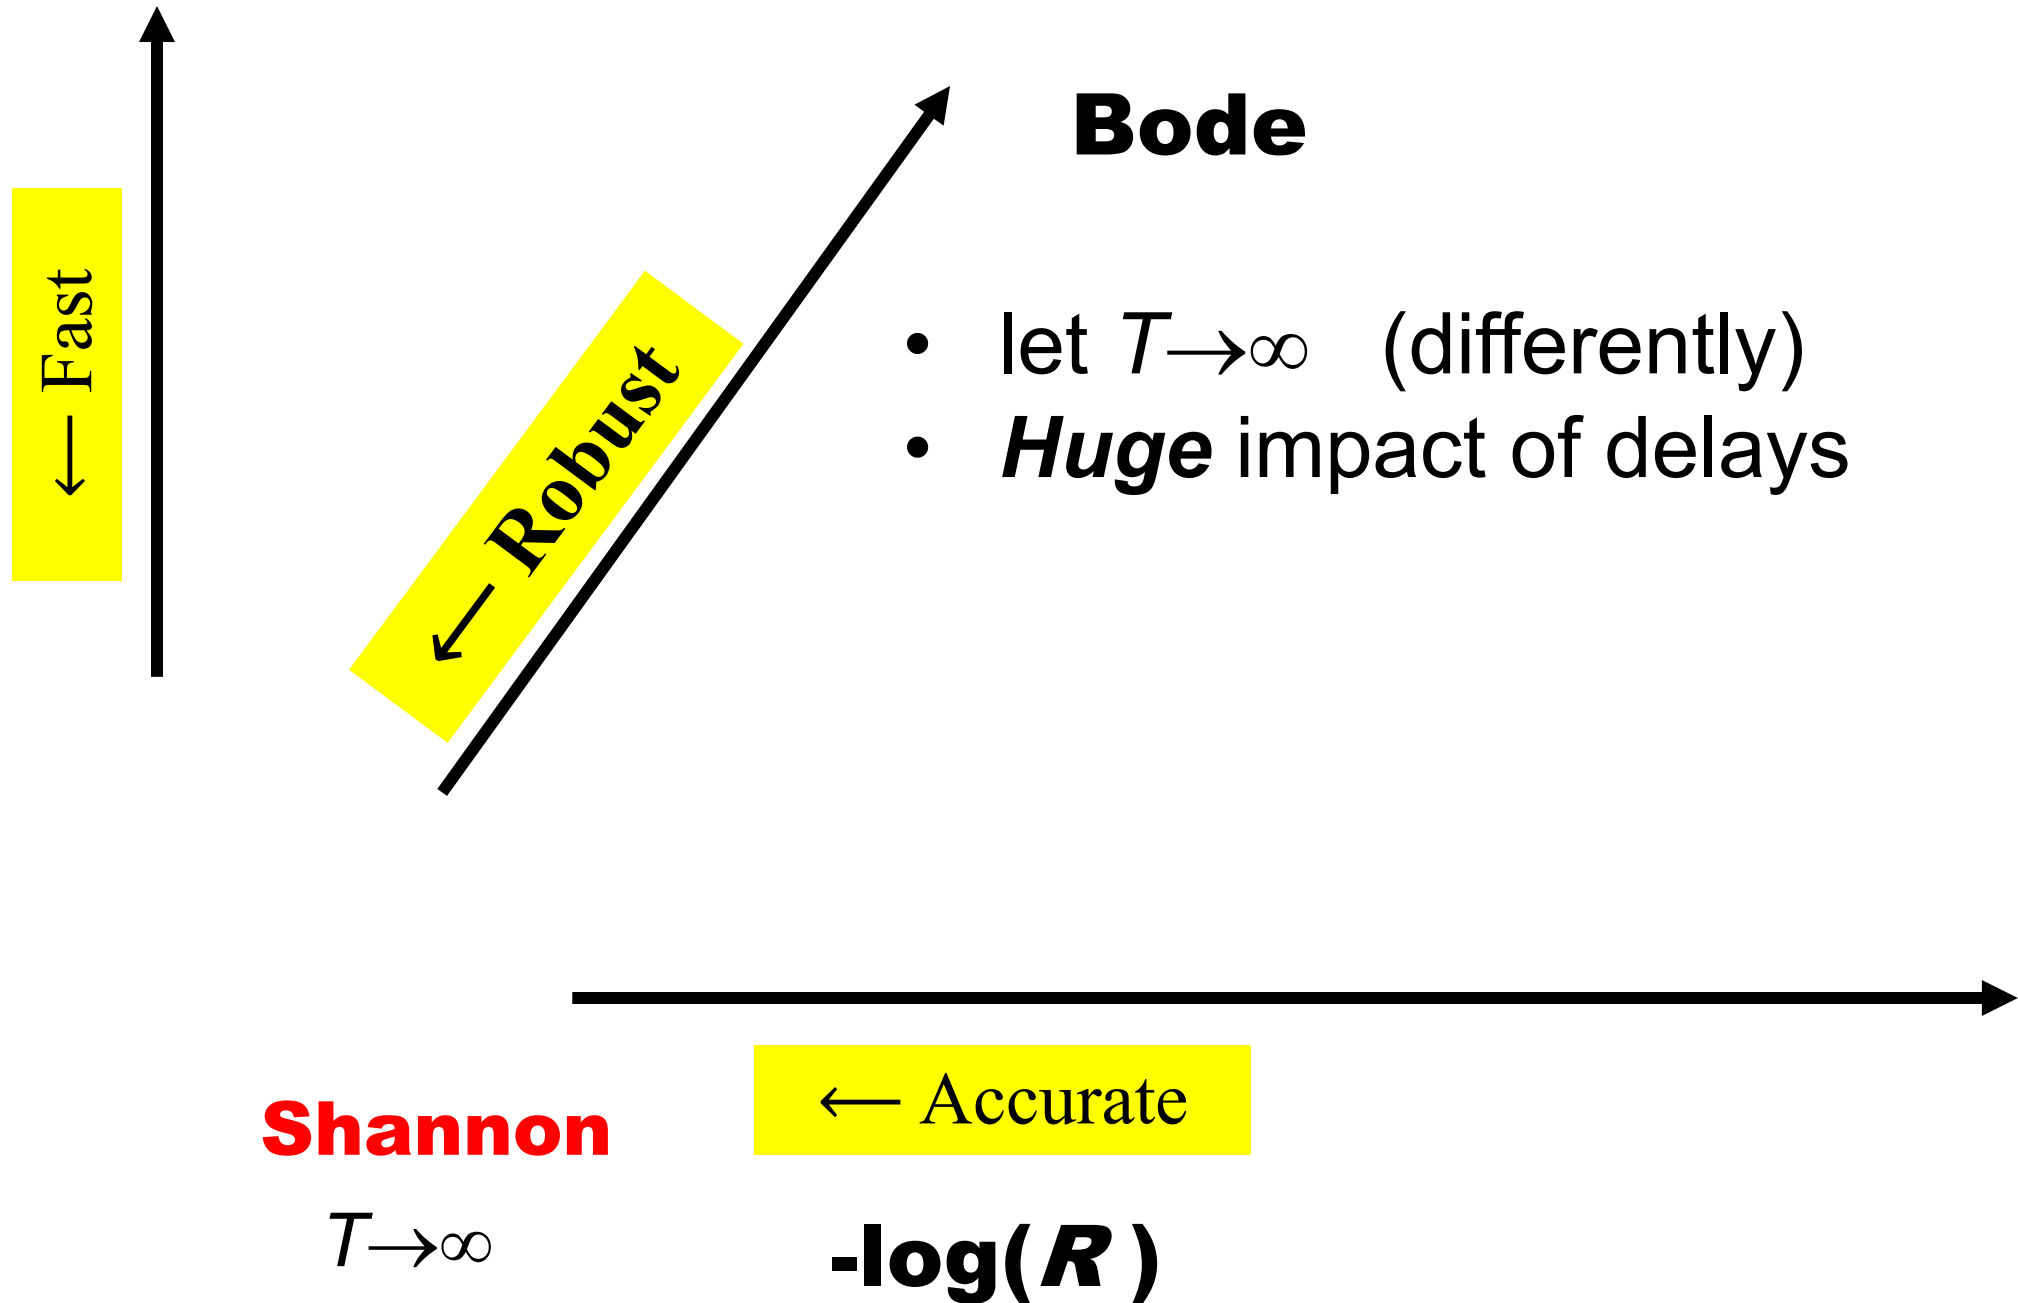 Bode
← Fast
← Robust
• let T→∞ (differently)
• Huge impact of delays
← Accurate
Shannon
T→∞
-log(R )